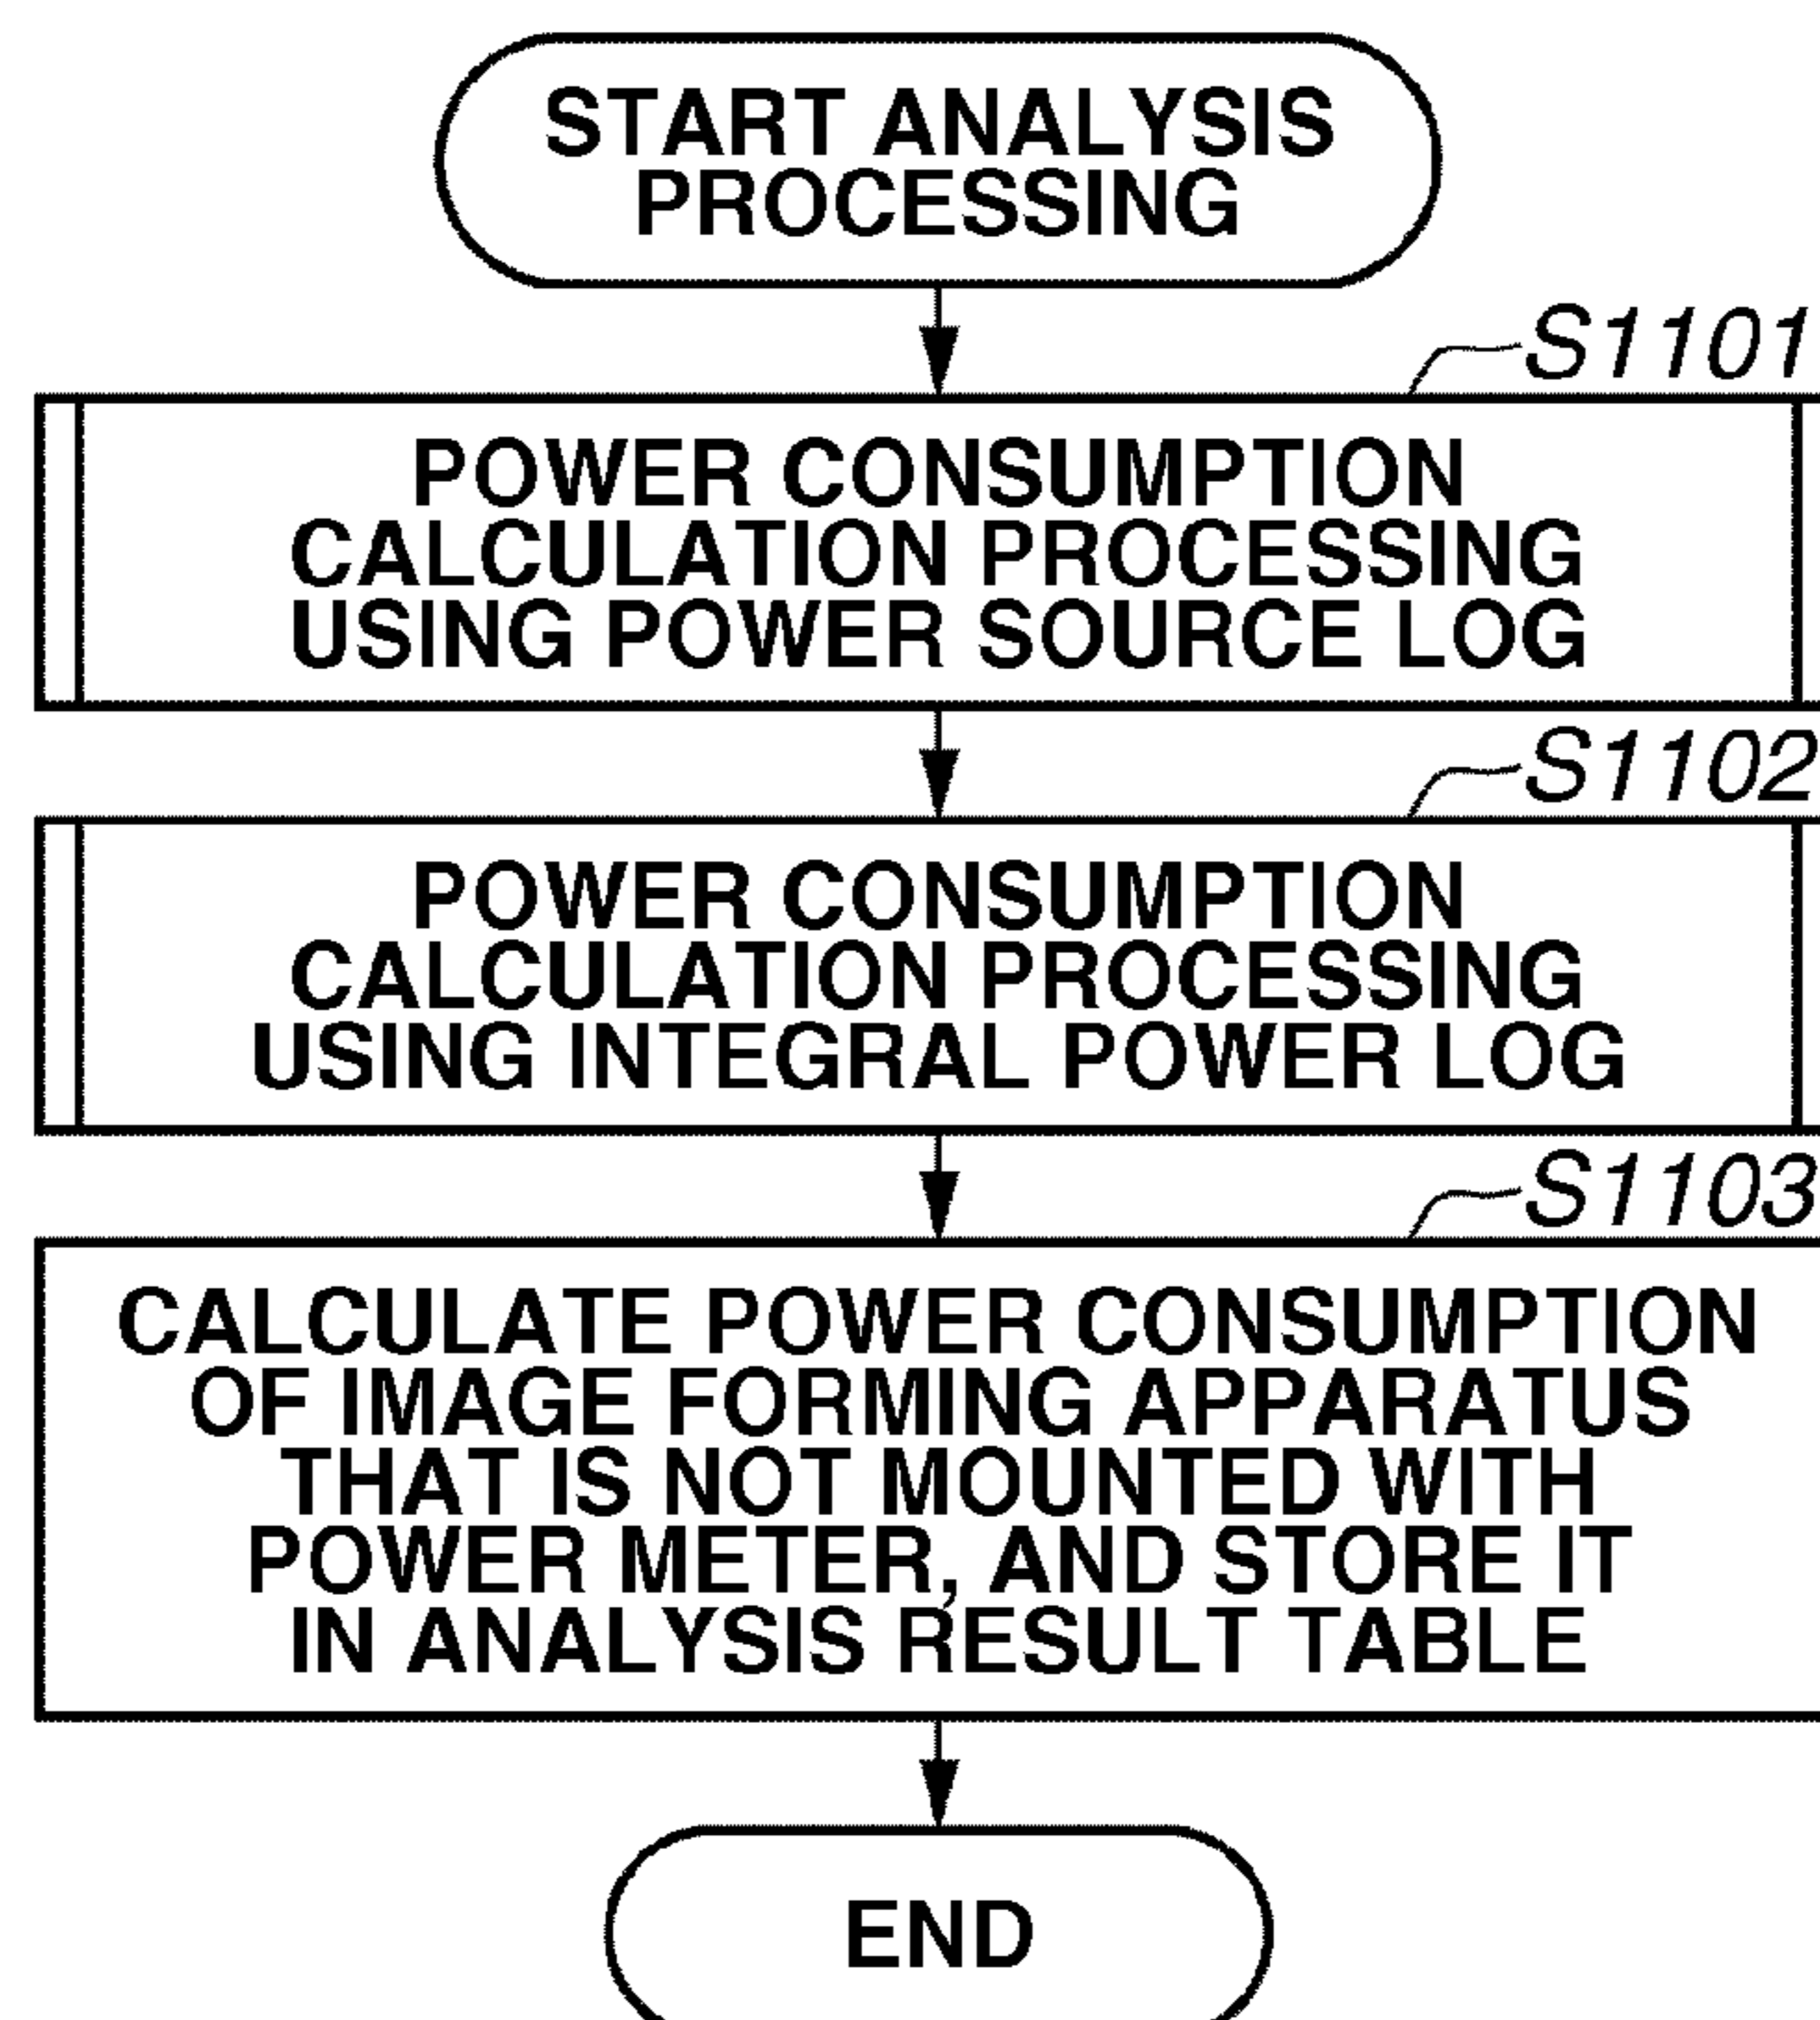 START ANALYSIS
PROCESSING
S1101
POWER CONSUMPTION
CALCULATION PROCESSING
USING POWER SOURCE LOG
S1102
POWER CONSUMPTION
CALCULATION PROCESSING
USING INTEGRAL POWER LOG
S1103
CALCULATE POWER CONSUMPTION
OF IMAGE FORMING APPARATUS
THAT IS NOT MOUNTED WITH
POWER METER, AND STORE IT
IN ANALYSIS RESULT TABLE
END